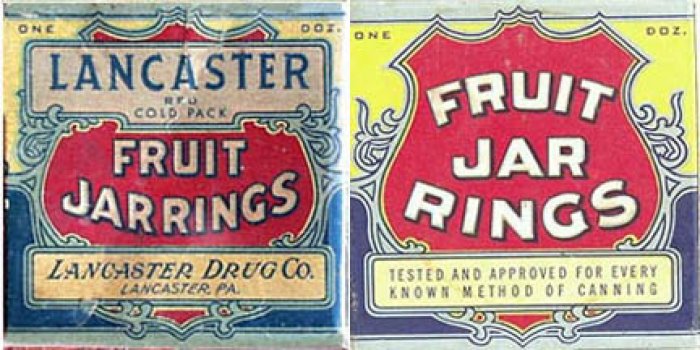 ONE DOZ.
LANCASTER
RED
COLD PACK
FRUIT
JAR RINGS
LANCASTER DRUG CO.
LANCASTER, PA.
ONE DOZ.
FRUIT
JAR
RINGS
TESTED AND APPROVED FOR EVERY
KNOWN METHOD OF CANNING